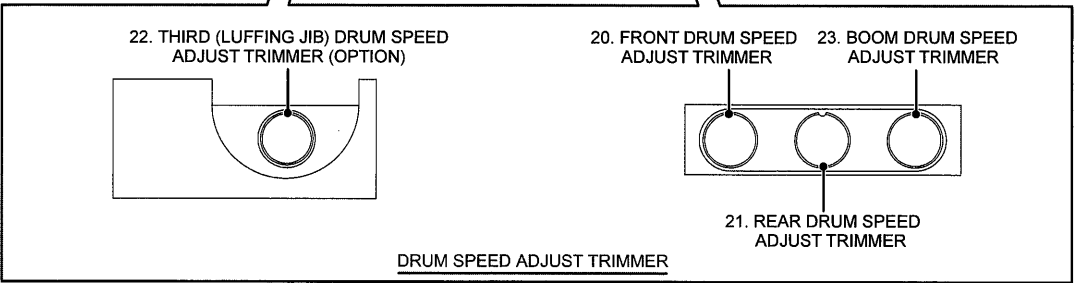 22. THIRD (LUFFING JIB) DRUM SPEED
ADJUST TRIMMER (OPTION)
20. FRONT DRUM SPEED
ADJUST TRIMMER
23. BOOM DRUM SPEED
ADJUST TRIMMER
21. REAR DRUM SPEED
ADJUST TRIMMER
DRUM SPEED ADJUST TRIMMER